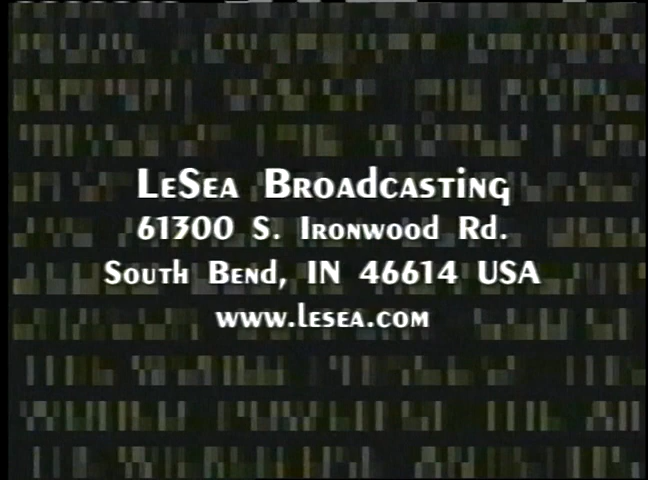 LeSea Broadcasting
61300 S. Ironwood Rd.
South Bend, IN 46614 USA
www.lesea.com